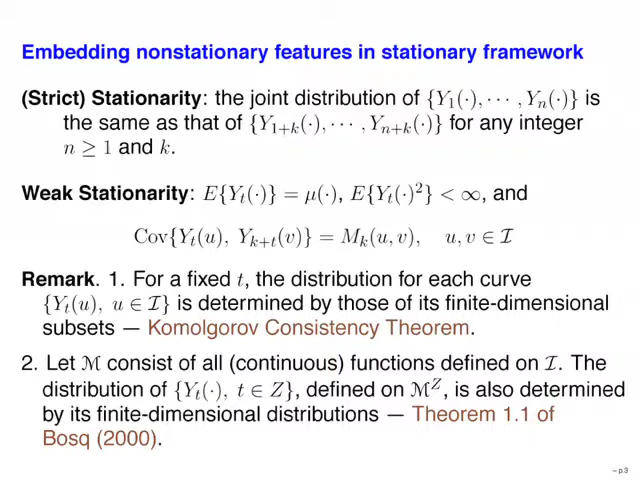 Embedding nonstationary features in stationary framework
(Strict) Stationarity: the joint distribution of {Y₁(·), ··· , Yₙ(·)} is
the same as that of {Y₁₊ₖ(·), ··· , Yₙ₊ₖ(·)} for any integer
n ≥ 1 and k.
Weak Stationarity: E{Yₜ(·)} = μ(·), E{Yₜ(·)²} < ∞, and
Cov{Yₜ(u), Yₖ₊ₜ(v)} = Mₖ(u, v), u, v ∈ ℐ
Remark. 1. For a fixed t, the distribution for each curve
{Yₜ(u), u ∈ ℐ} is determined by those of its finite-dimensional
subsets — Komolgorov Consistency Theorem.
2. Let ℳ consist of all (continuous) functions defined on ℐ. The
distribution of {Yₜ(·), t ∈ Z}, defined on ℳ^Z, is also determined
by its finite-dimensional distributions — Theorem 1.1 of
Bosq (2000).
– p.3